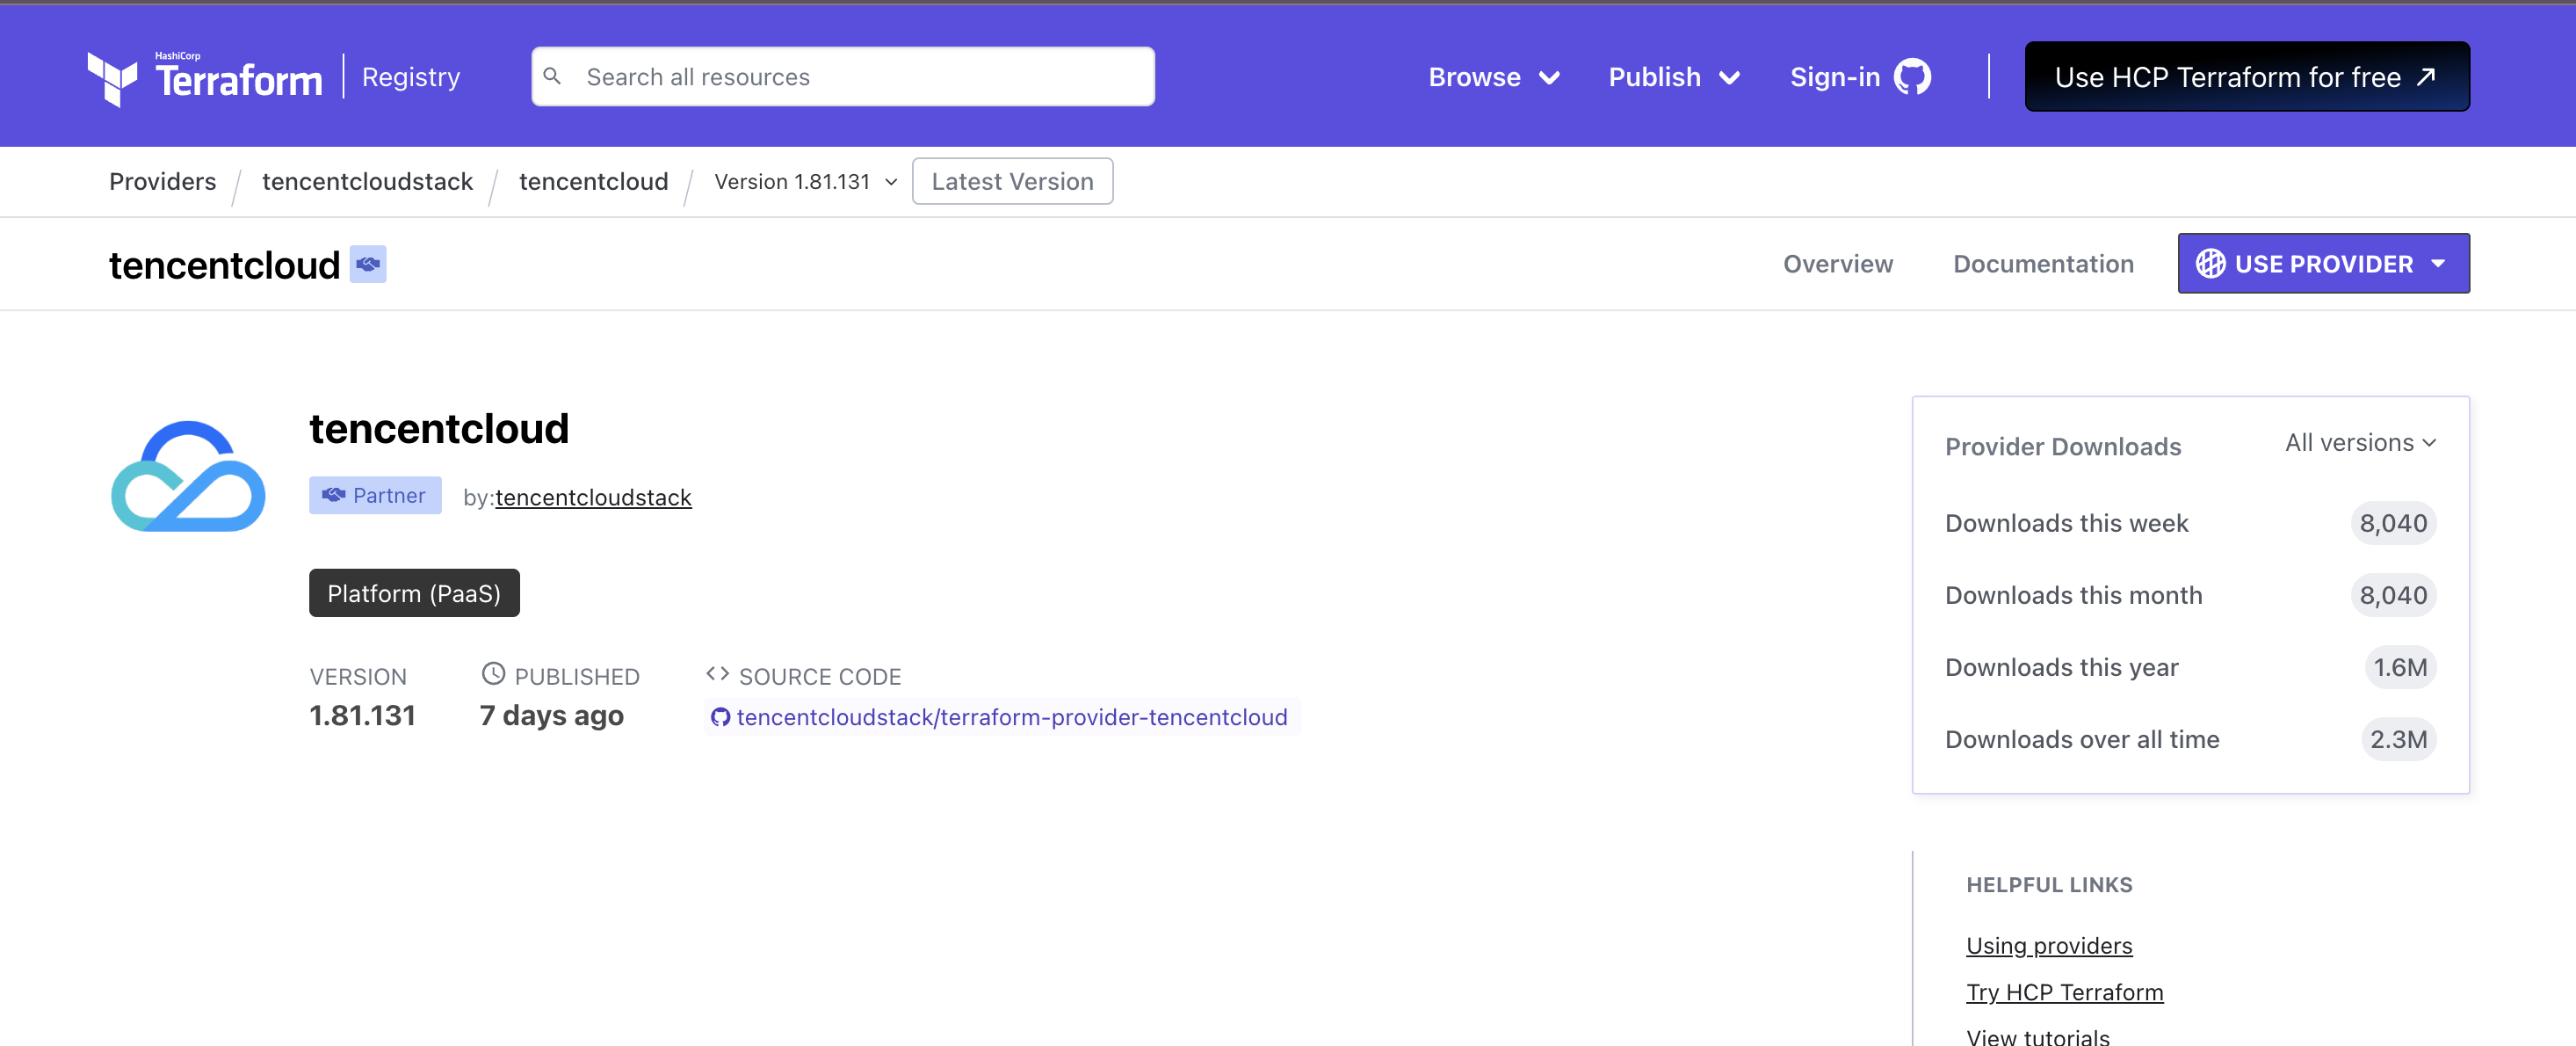 HashiCorp
Terraform
Registry
Search all resources
Browse
Publish
Sign-in
Use HCP Terraform for free
Providers / tencentcloudstack / tencentcloud / Version 1.81.131
Latest Version
tencentcloud
Overview
Documentation
USE PROVIDER
tencentcloud
Partner
by:tencentcloudstack
Platform (PaaS)
VERSION
1.81.131
PUBLISHED
7 days ago
SOURCE CODE
tencentcloudstack/terraform-provider-tencentcloud
Provider Downloads
All versions
Downloads this week 8,040
Downloads this month 8,040
Downloads this year 1.6M
Downloads over all time 2.3M
HELPFUL LINKS
Using providers
Try HCP Terraform
View tutorials